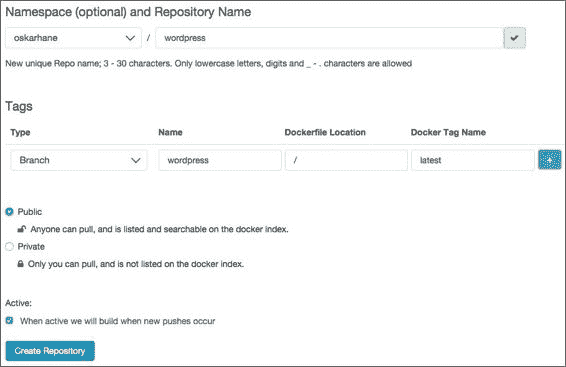 Namespace (optional) and Repository Name
oskarhane / wordpress
New unique Repo name; 3 - 30 characters. Only lowercase letters, digits and _ - . characters are allowed
Tags
Type Name Dockerfile Location Docker Tag Name
Branch wordpress / latest +
Public
Anyone can pull, and is listed and searchable on the docker index.
Private
Only you can pull, and is not listed on the docker index.
Active:
When active we will build when new pushes occur
Create Repository